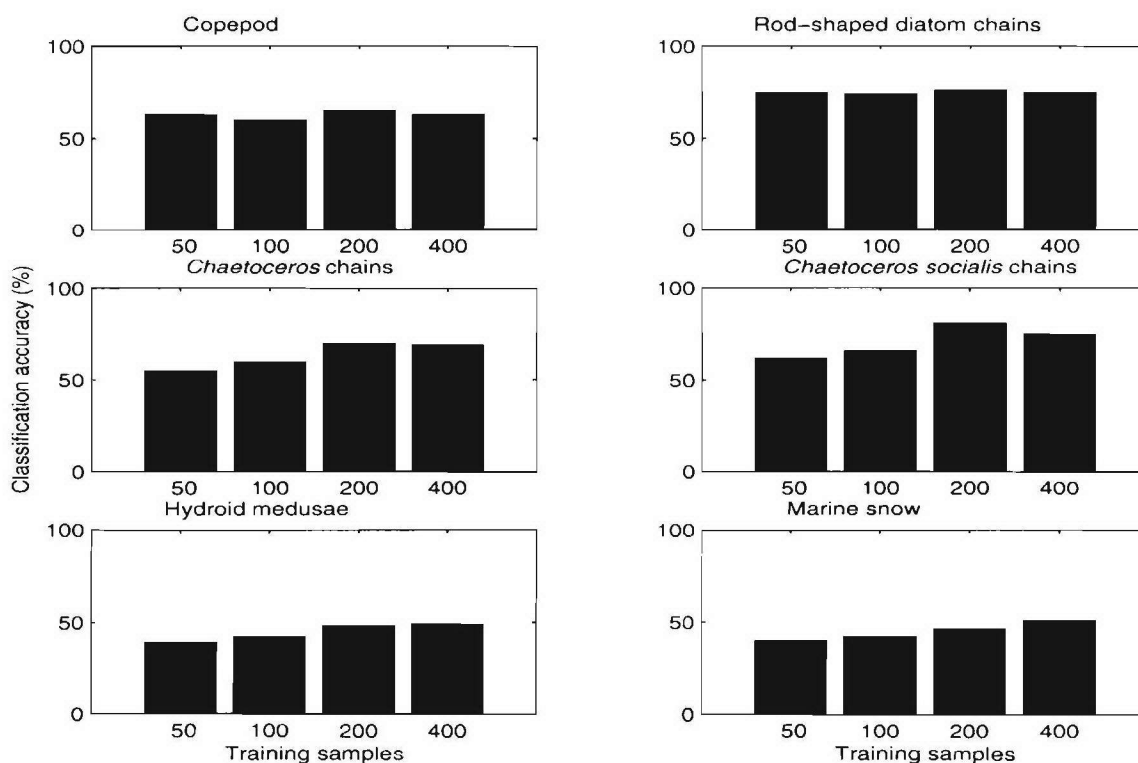 Copepod
100
50
0
50 100 200 400
Rod-shaped diatom chains
100
50
0
50 100 200 400
Classification accuracy (%)
Chaetoceros chains
100
50
0
50 100 200 400
Chaetoceros socialis chains
100
50
0
50 100 200 400
Hydroid medusae
100
50
0
50 100 200 400
Training samples
Marine snow
100
50
0
50 100 200 400
Training samples